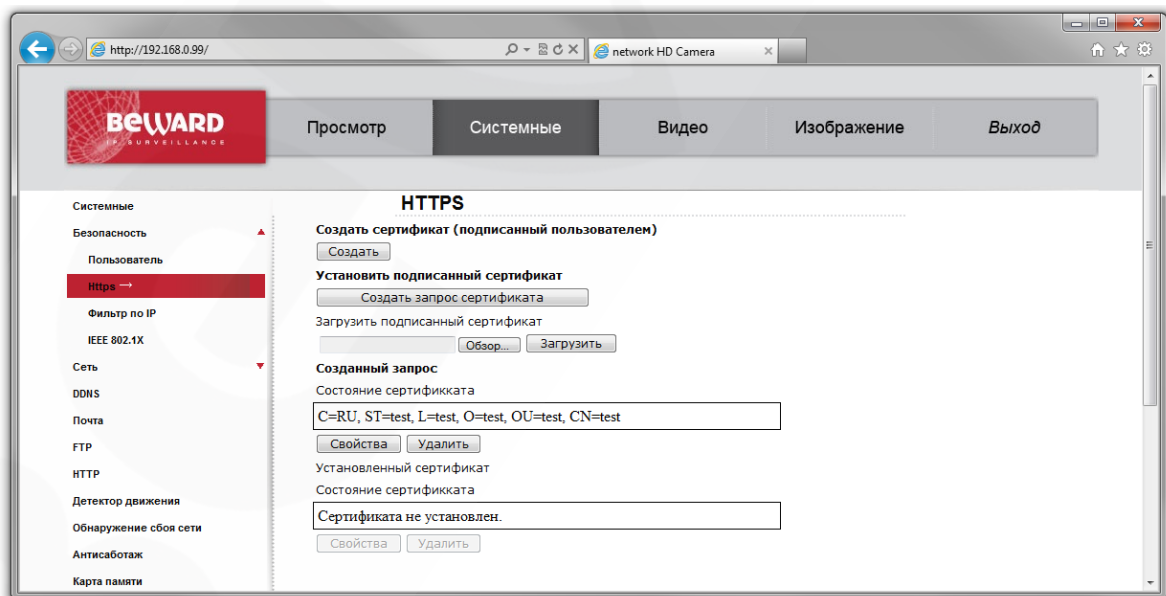 http://192.168.0.99/
network HD Camera
BEWARD
IP SURVEILLANCE
Просмотр
Системные
Видео
Изображение
Выход
Системные
Безопасность
Пользователь
Https →
Фильтр по IP
IEEE 802.1X
Сеть
DDNS
Почта
FTP
HTTP
Детектор движения
Обнаружение сбоя сети
Антисаботаж
Карта памяти
HTTPS
Создать сертификат (подписанный пользователем)
Создать
Установить подписанный сертификат
Создать запрос сертификата
Загрузить подписанный сертификат
Обзор... Загрузить
Созданный запрос
Состояние сертификката
C=RU, ST=test, L=test, O=test, OU=test, CN=test
Свойства Удалить
Установленный сертификат
Состояние сертификката
Сертификата не установлен.
Свойства Удалить